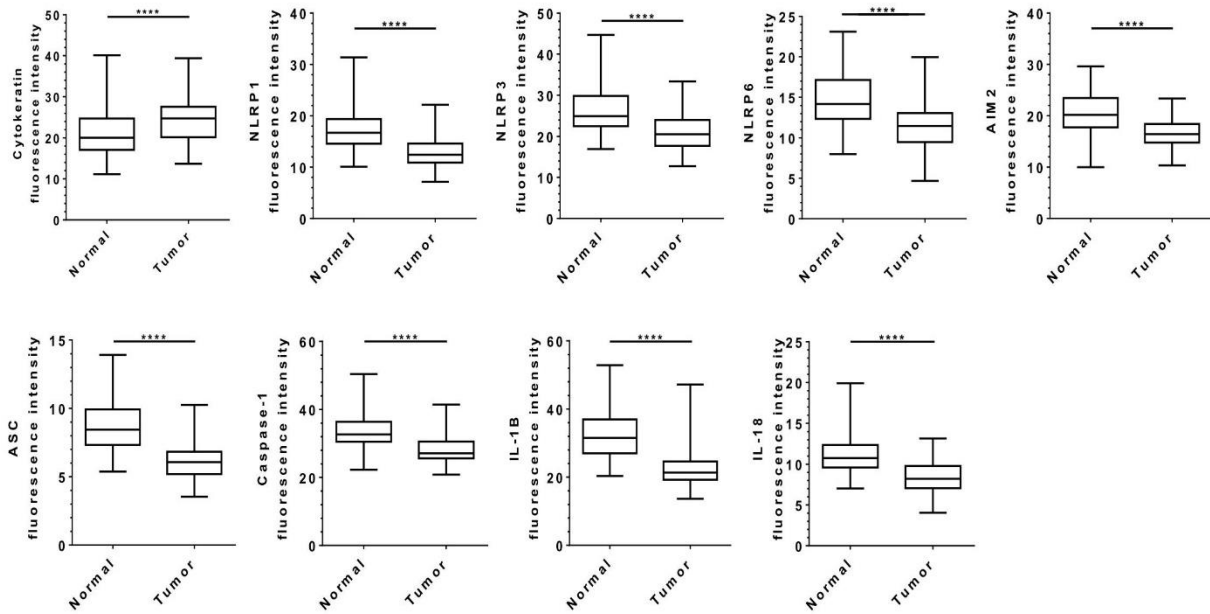 Cytokeratin
fluorescence intensity
50
40
30
20
10
0
****
Normal
Tumor
NLRP1
fluorescence intensity
40
30
20
10
0
****
Normal
Tumor
NLRP3
fluorescence intensity
50
40
30
20
10
0
****
Normal
Tumor
NLRP6
fluorescence intensity
25
20
15
10
5
0
****
Normal
Tumor
AIM2
fluorescence intensity
40
30
20
10
0
****
Normal
Tumor
ASC
fluorescence intensity
15
10
5
0
****
Normal
Tumor
Caspase-1
fluorescence intensity
60
40
20
0
****
Normal
Tumor
IL-1B
fluorescence intensity
60
40
20
0
****
Normal
Tumor
IL-18
fluorescence intensity
25
20
15
10
5
0
****
Normal
Tumor